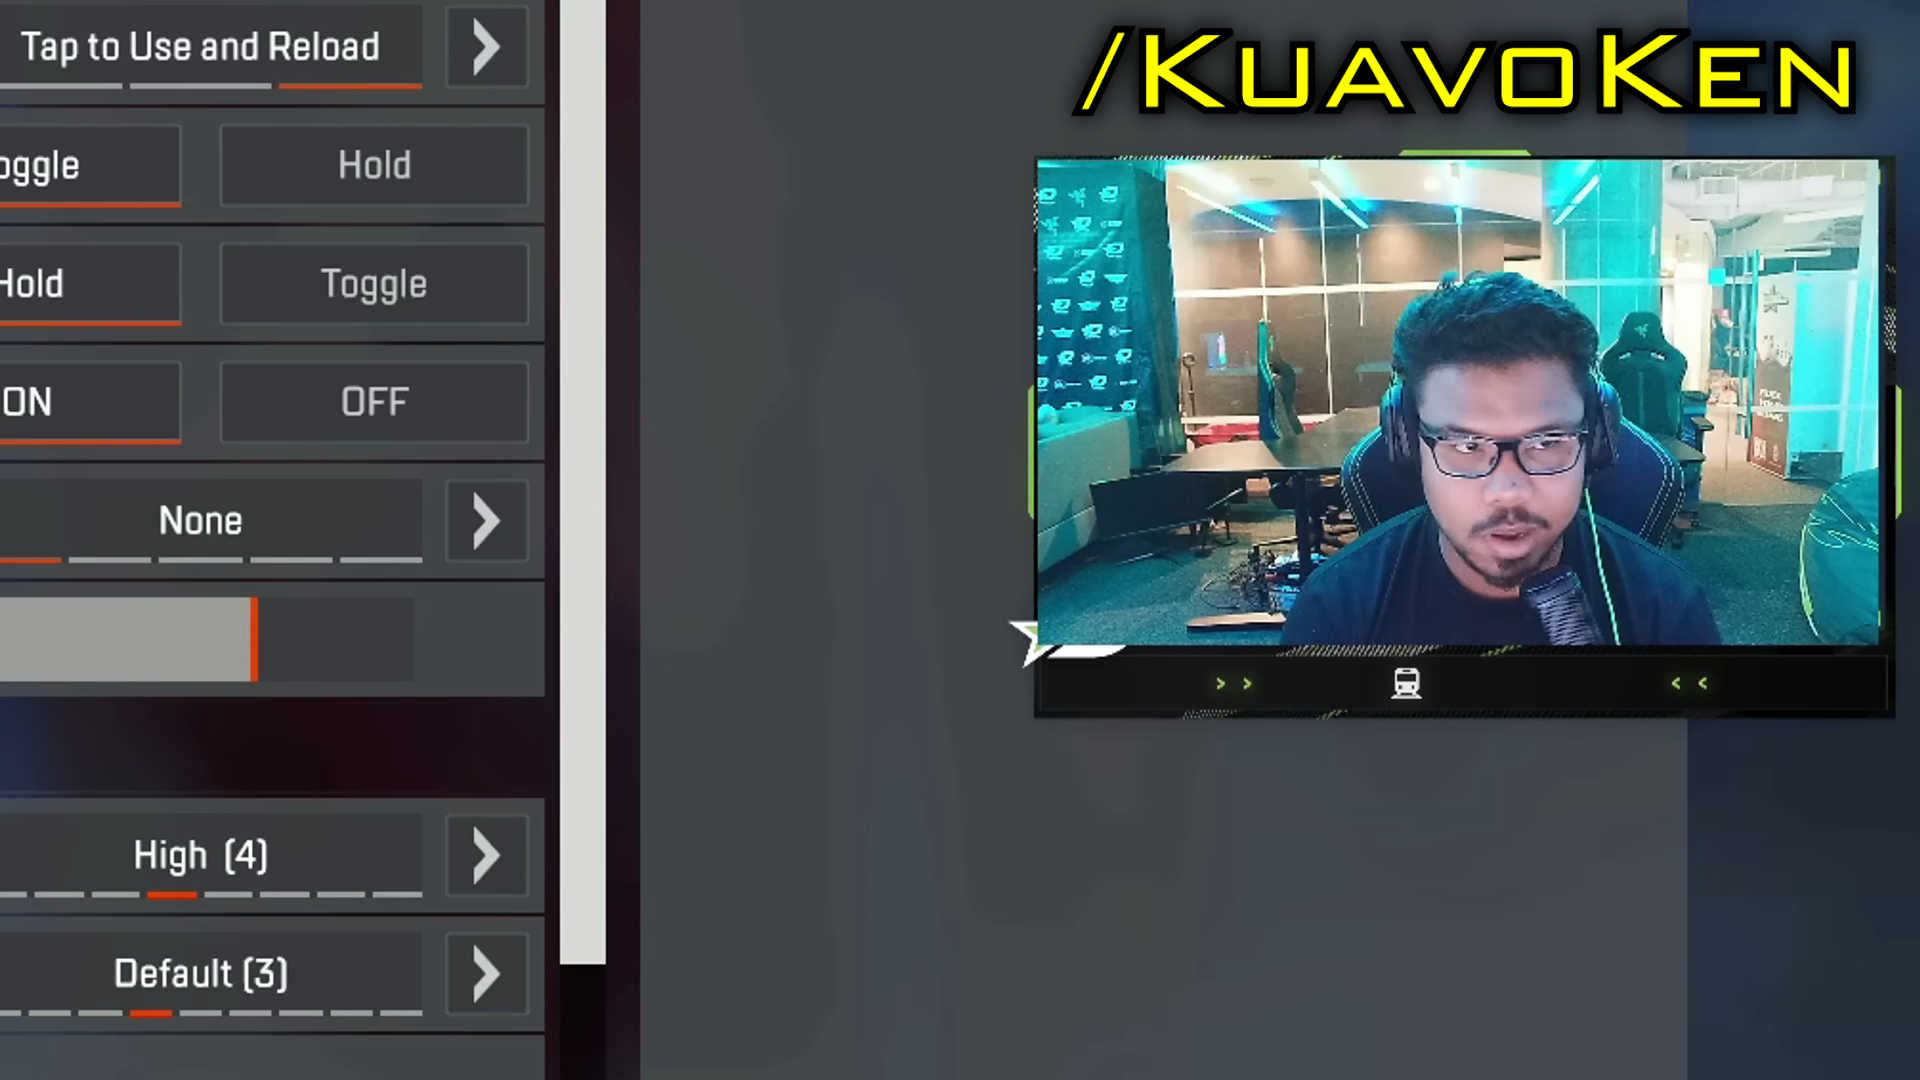 Tap to Use and Reload
/KUAVOKEN
oggle
Hold
Hold
Toggle
ON
OFF
None
High (4)
Default (3)